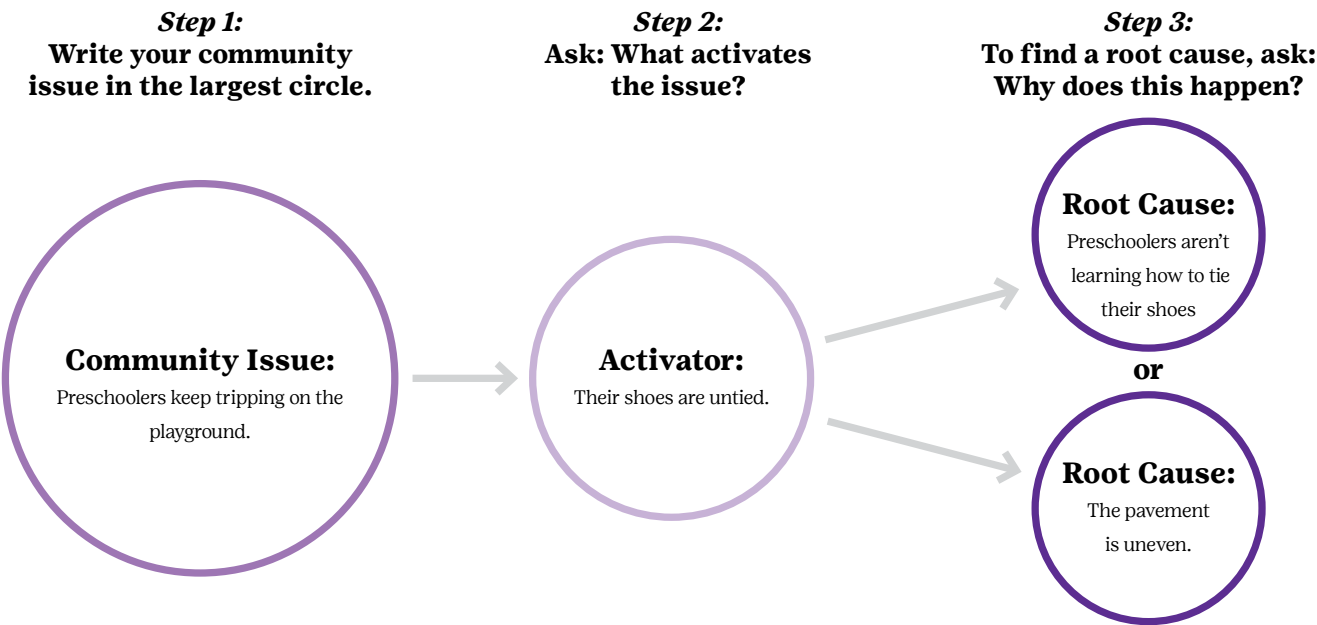 Step 1:
Write your community
issue in the largest circle.
Step 2:
Ask: What activates
the issue?
Step 3:
To find a root cause, ask:
Why does this happen?
Community Issue:
Preschoolers keep tripping on the
playground.
Activator:
Their shoes are untied.
Root Cause:
Preschoolers aren’t
learning how to tie
their shoes
or
Root Cause:
The pavement
is uneven.